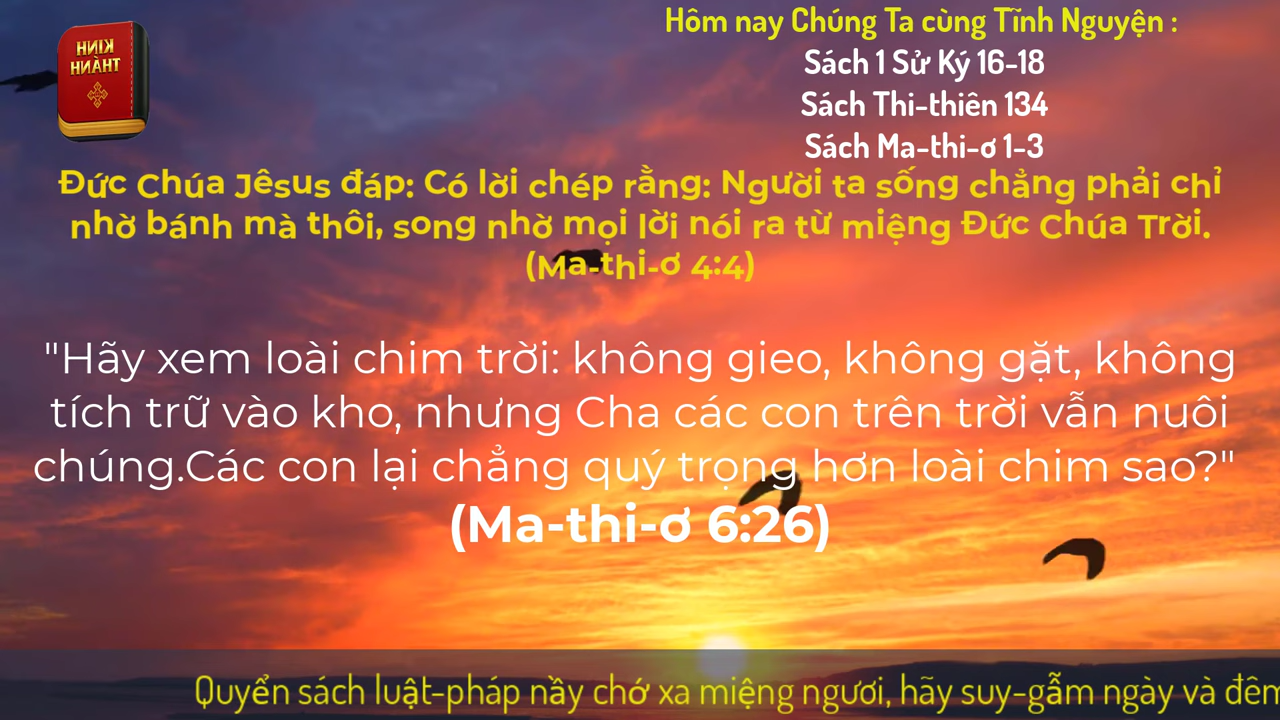 Hôm nay Chúng Ta cùng Tĩnh Nguyện :
Sách 1 Sử Ký 16-18
Sách Thi-thiên 134
Sách Ma-thi-ơ 1-3
KINH
THÀNH
Đức Chúa Jêsus đáp: Có lời chép rằng: Người ta sống chẳng phải chỉ
nhờ bánh mà thôi, song nhờ mọi lời nói ra từ miệng Đức Chúa Trời.
(Ma-thi-ơ 4:4)
"Hãy xem loài chim trời: không gieo, không gặt, không
tích trữ vào kho, nhưng Cha các con trên trời vẫn nuôi
chúng.Các con lại chẳng quý trọng hơn loài chim sao?"
(Ma-thi-ơ 6:26)
Quyển sách luật-pháp nầy chớ xa miệng ngươi, hãy suy-gẫm ngày và đêm